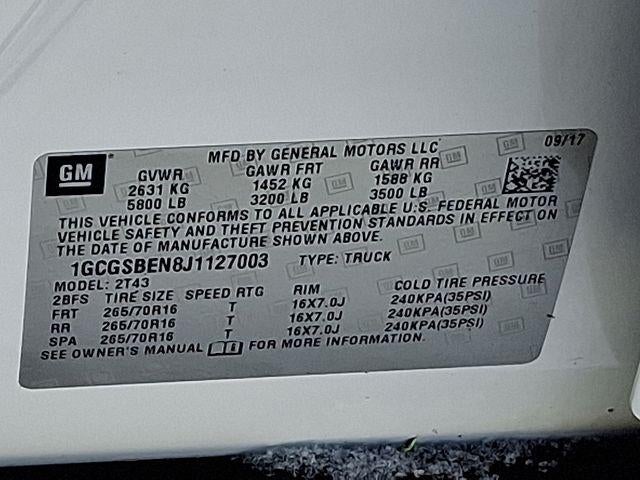 09/17
GM MFD BY GENERAL MOTORS LLC
GVWR GAWR FRT GAWR RR
2631 KG 1452 KG 1588 KG
5800 LB 3200 LB 3500 LB
THIS VEHICLE CONFORMS TO ALL APPLICABLE U.S. FEDERAL MOTOR
VEHICLE SAFETY AND THEFT PREVENTION STANDARDS IN EFFECT ON
THE DATE OF MANUFACTURE SHOWN ABOVE.
1GCGSBEN8J1127003 TYPE: TRUCK
MODEL: 2T43
2BFS TIRE SIZE SPEED RTG RIM COLD TIRE PRESSURE
FRT 265/70R16 T 16X7.0J 240KPA(35PSI)
RR 265/70R16 T 16X7.0J 240KPA(35PSI)
SPA 265/70R16 T 16X7.0J 240KPA(35PSI)
SEE OWNER'S MANUAL FOR MORE INFORMATION.